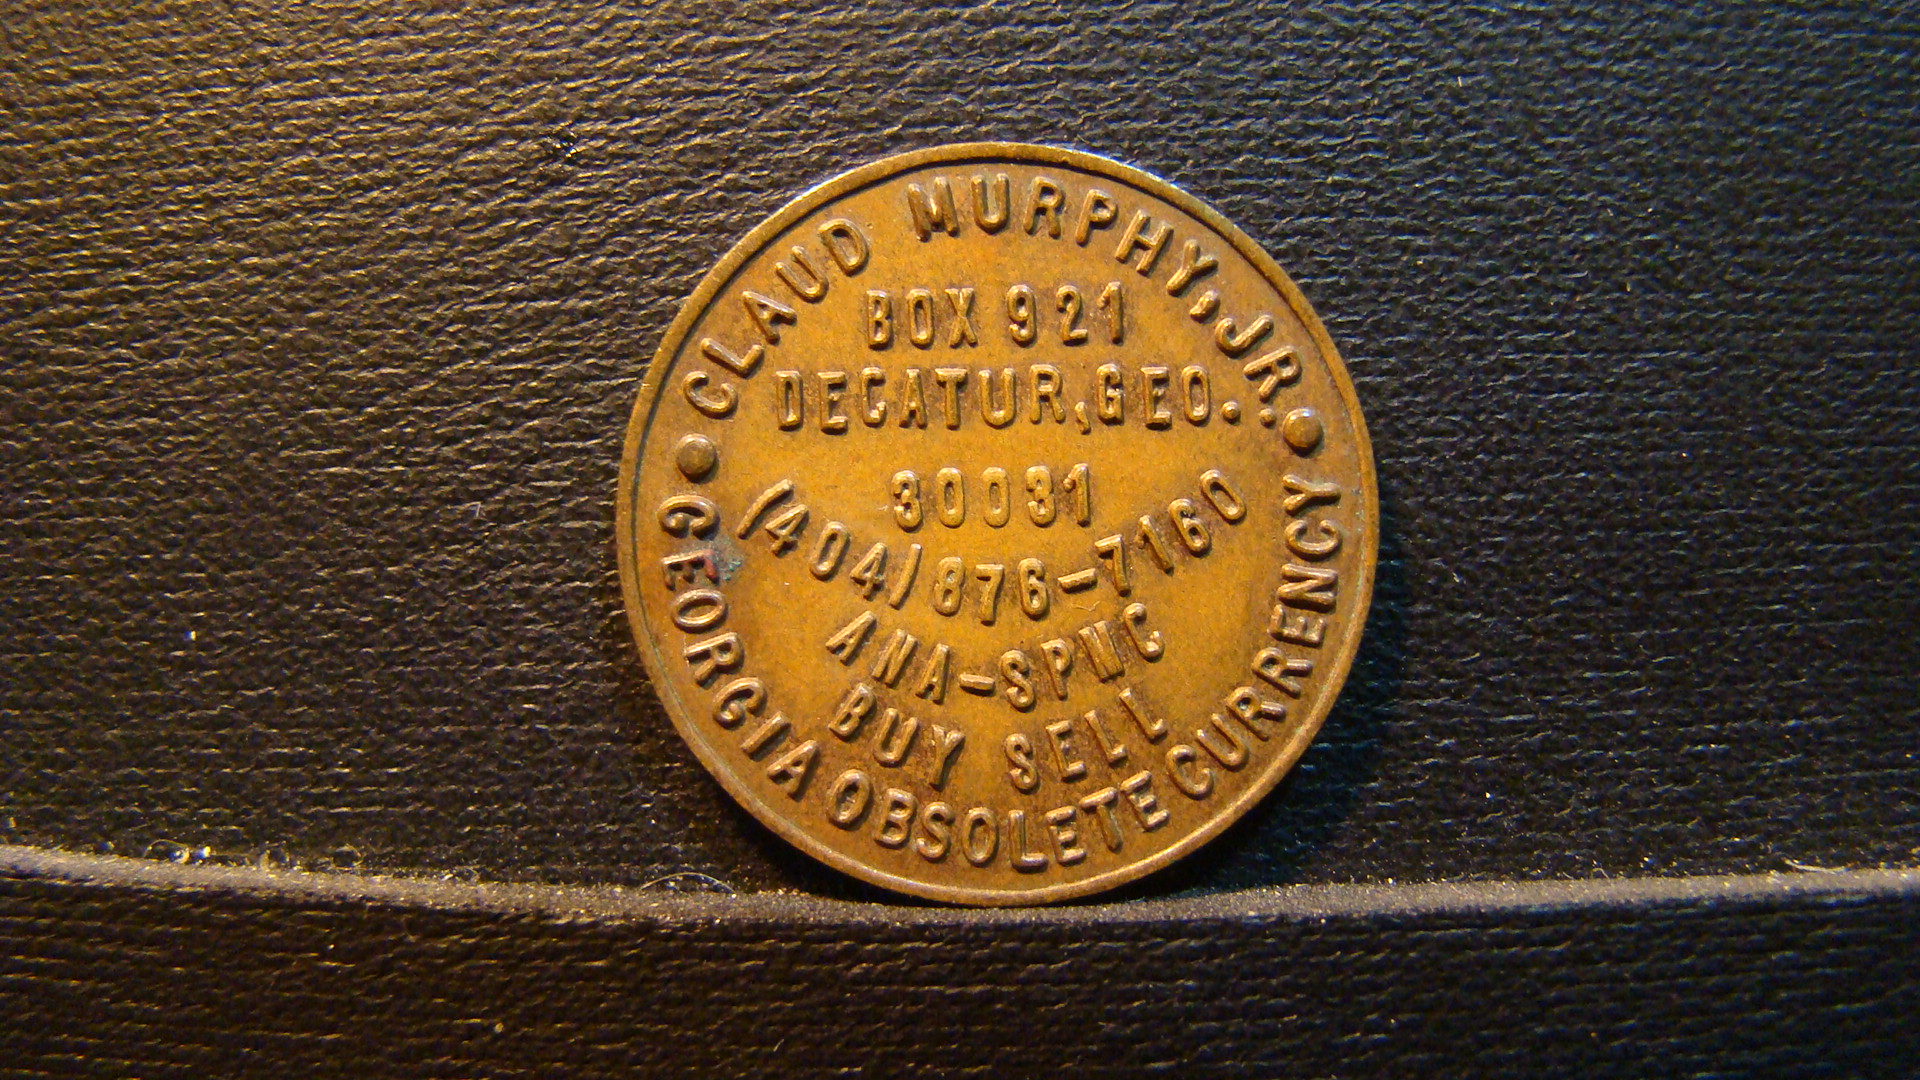 CLAUD MURPHY, JR.
BOX 921
DECATUR, GEO.
30031
(404) 876-7160
ANA-SPMC
BUY SELL
GEORGIA OBSOLETE CURRENCY